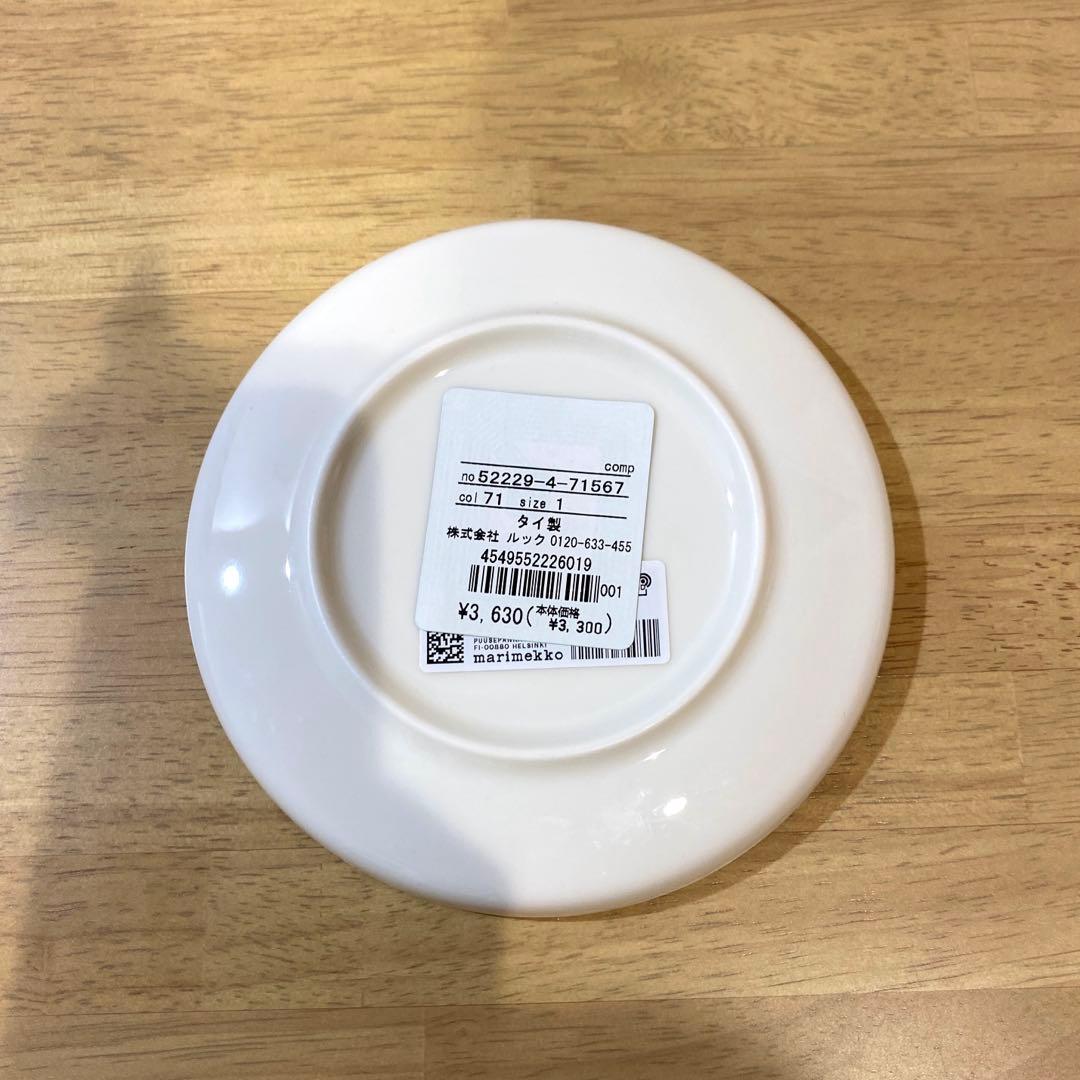 comp
no 52229-4-71567
col 71 size 1
タイ製
株式会社 ルック 0120-633-455
4549552226019
001
¥3,630(本体価格
¥3,300)
FI-00880 HELSINKI
marimekko